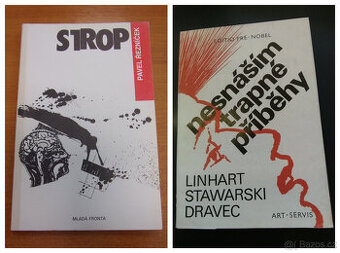 STROP
PAVEL ŘEZNÍČEK
MLADÁ FRONTA
EDITIO PRE-NOBEL
nesnáším
trapné
příběhy
LINHART
STAWARSKI
DRAVEC
ART-SERVIS
Bazos.cz